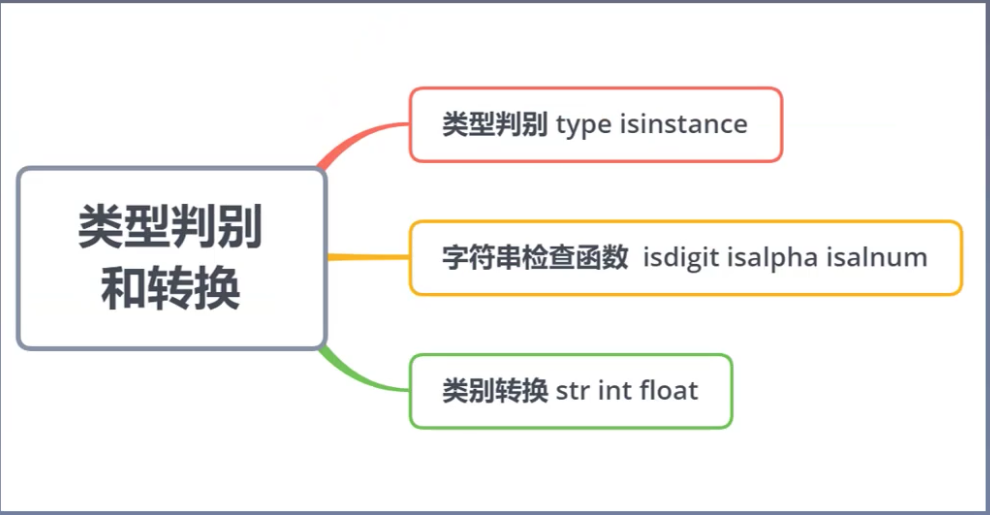 类型判别
和转换
类型判别 type isinstance
字符串检查函数 isdigit isalpha isalnum
类别转换 str int float